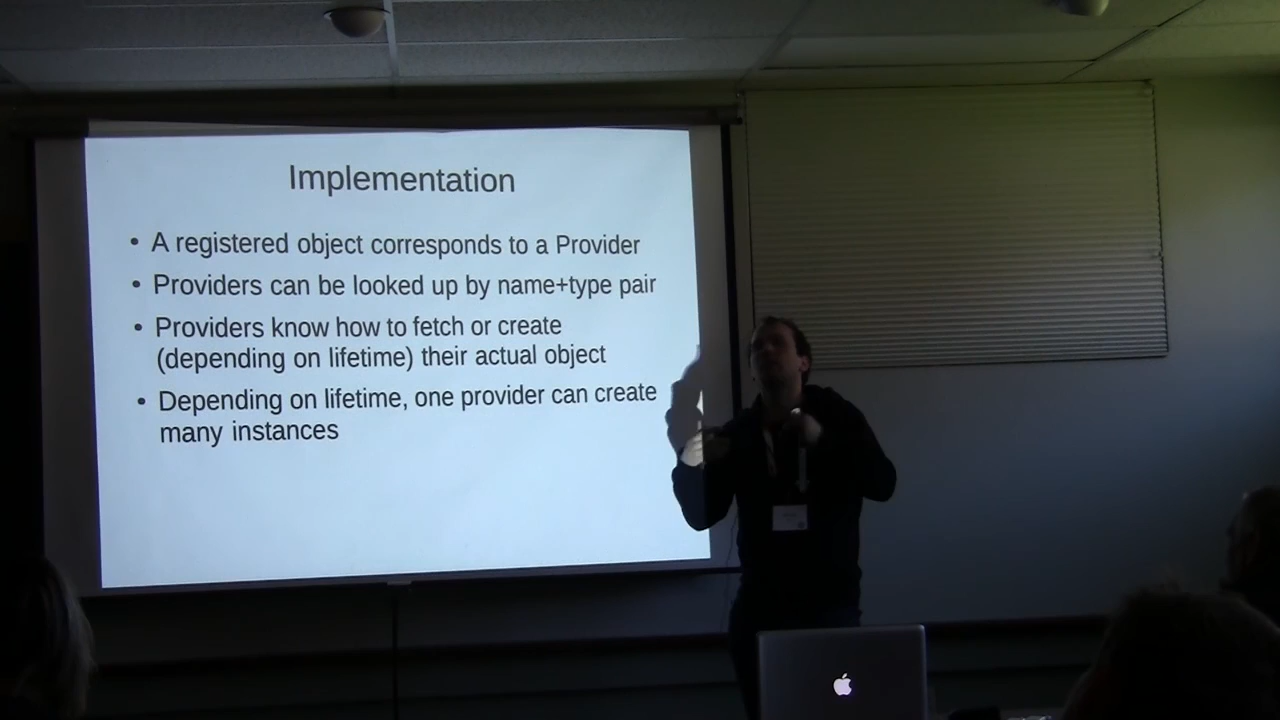 Implementation
• A registered object corresponds to a Provider
• Providers can be looked up by name+type pair
• Providers know how to fetch or create
(depending on lifetime) their actual object
• Depending on lifetime, one provider can create
many instances